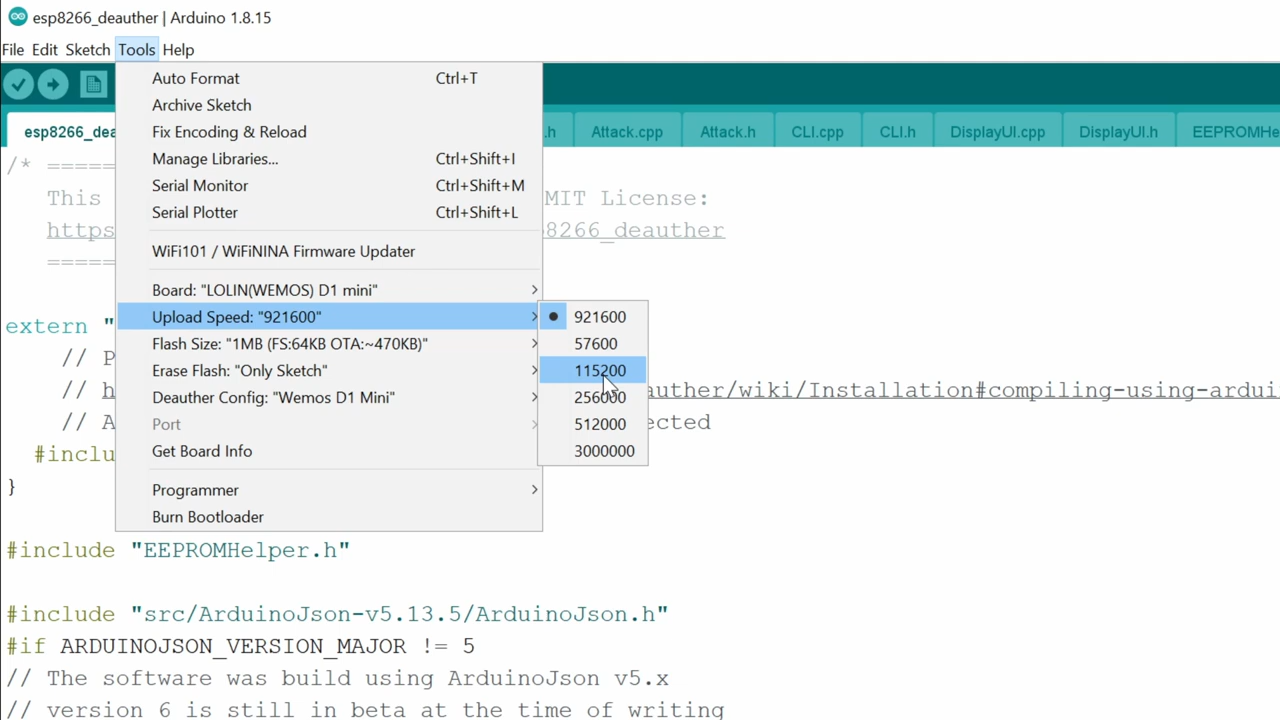 esp8266_deauther | Arduino 1.8.15
File Edit Sketch Tools Help
esp8266_dea .h Attack.cpp Attack.h CLI.cpp CLI.h DisplayUI.cpp DisplayUI.h EEPROMHe
Auto Format Ctrl+T
Archive Sketch
Fix Encoding & Reload
Manage Libraries... Ctrl+Shift+I
Serial Monitor Ctrl+Shift+M
Serial Plotter Ctrl+Shift+L
WiFi101 / WiFiNINA Firmware Updater
Board: "LOLIN(WEMOS) D1 mini"
Upload Speed: "921600"
Flash Size: "1MB (FS:64KB OTA:~470KB)"
Erase Flash: "Only Sketch"
Deauther Config: "Wemos D1 Mini"
Port
Get Board Info
Programmer
Burn Bootloader
921600
57600
115200
256000
512000
3000000
/* =====
This MIT License:
https 8266_deauther
=====
extern "
// P
// h auther/wiki/Installation#compiling-using-ardui
// A ected
#inclu
}
#include "EEPROMHelper.h"
#include "src/ArduinoJson-v5.13.5/ArduinoJson.h"
#if ARDUINOJSON_VERSION_MAJOR != 5
// The software was build using ArduinoJson v5.x
// version 6 is still in beta at the time of writing